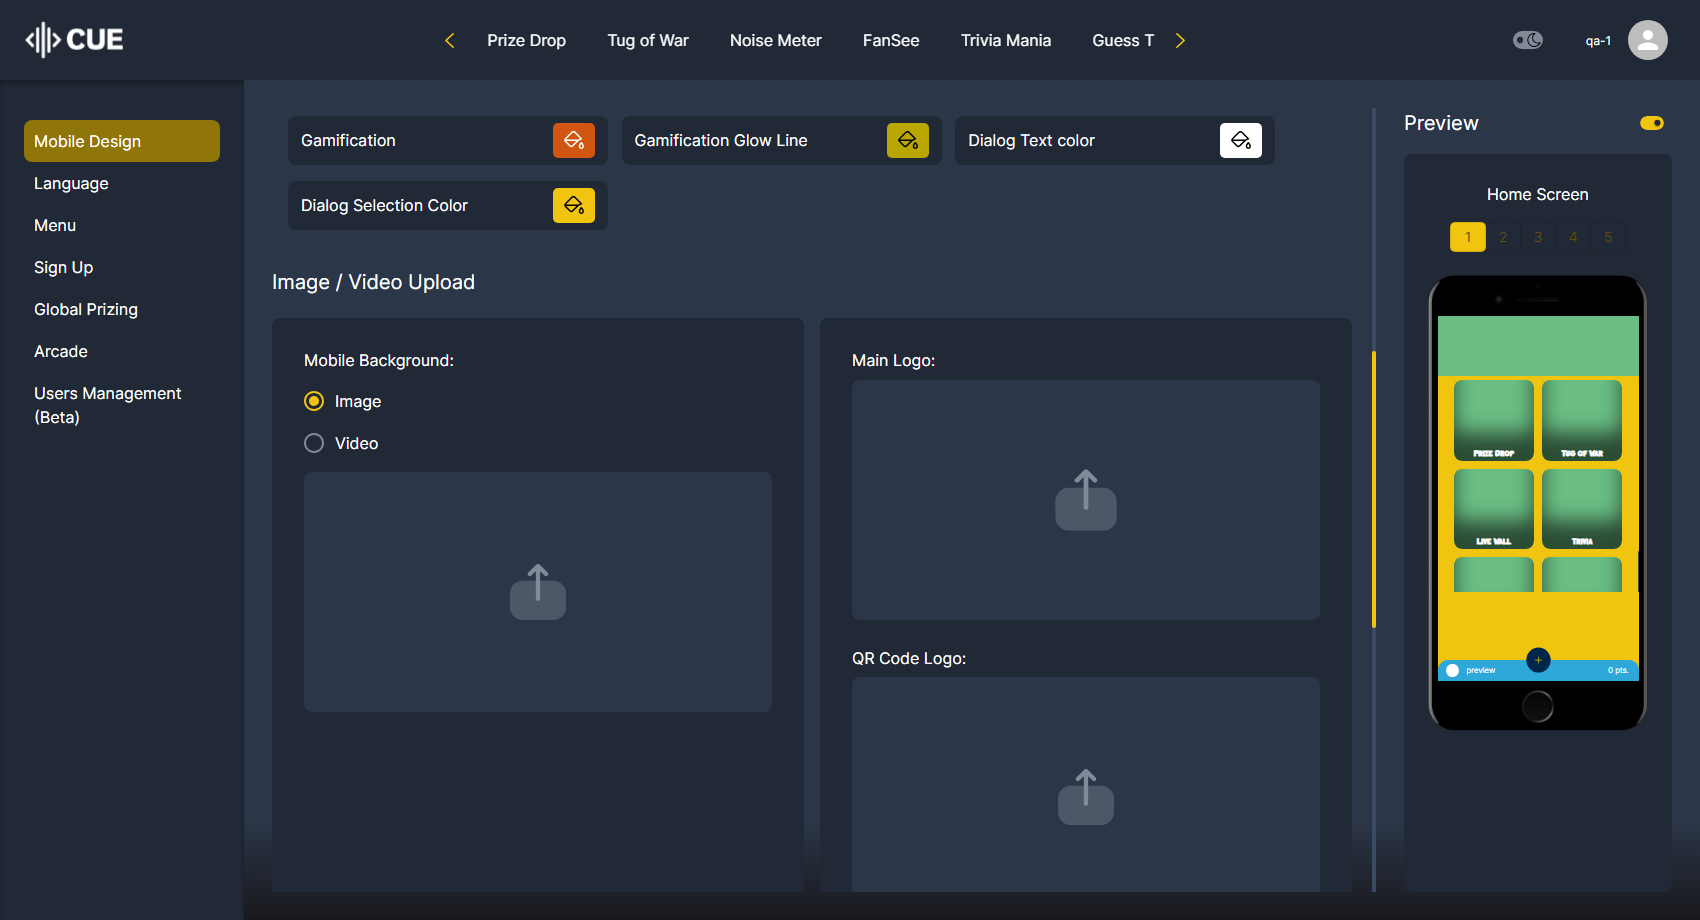 CUE
Prize Drop
Tug of War
Noise Meter
FanSee
Trivia Mania
Guess T
qa-1
Mobile Design
Language
Menu
Sign Up
Global Prizing
Arcade
Users Management
(Beta)
Gamification
Gamification Glow Line
Dialog Text color
Dialog Selection Color
Image / Video Upload
Mobile Background:
Image
Video
Main Logo:
QR Code Logo:
Preview
Home Screen
1 2 3 4 5
Prize Drop
Tug of War
Live Wall
Trivia
+
preview
0 pts.